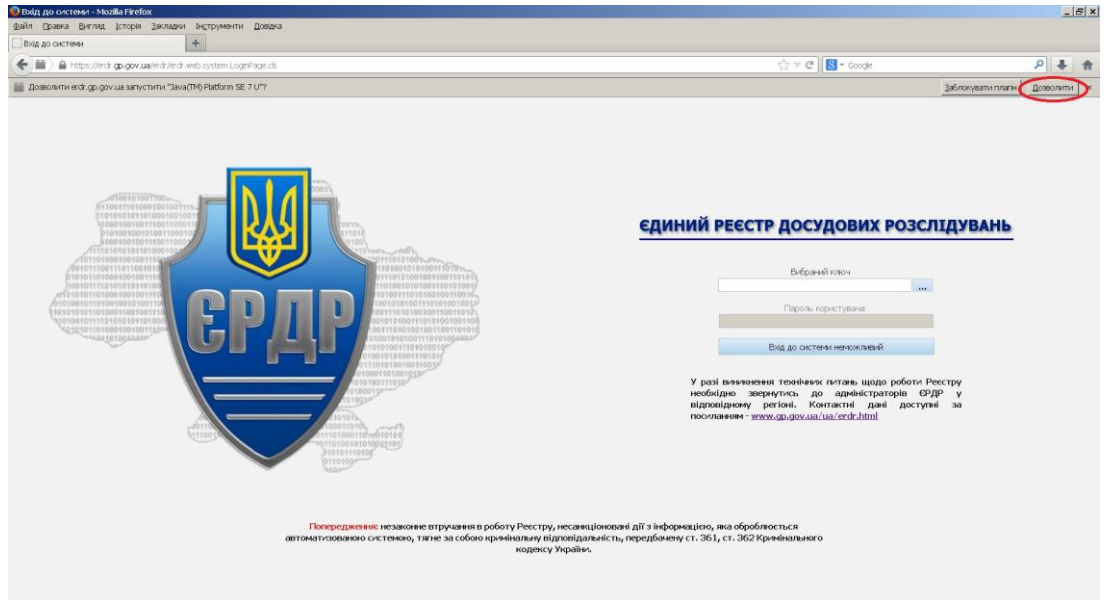 Вхід до системи - Mozilla Firefox
Файл Правка Вигляд Історія Закладки Інструменти Довідка
Вхід до системи
https://erdr.gp.gov.ua/erdr/erdr.web.system.LoginPage.cls
Google
Дозволити erdr.gp.gov.ua запустити "Java(TM) Platform SE 7 U"?
Заблокувати плагін Дозволити
ЄРДР
ЄДИНИЙ РЕЄСТР ДОСУДОВИХ РОЗСЛІДУВАНЬ
Вибраний ключ
...
Пароль користувача
Вхід до системи неможливий
У разі виникнення технічних питань щодо роботи Реєстру
необхідно звернутись до адміністраторів ЄРДР у
відповідному регіоні. Контактні дані доступні за
посиланням - www.gp.gov.ua/ua/erdr.html
Попередження: незаконне втручання в роботу Реєстру, несанкціоновані дії з інформацією, яка оброблюється
автоматизованою системою, тягне за собою кримінальну відповідальність, передбачену ст. 361, ст. 362 Кримінального
кодексу України.